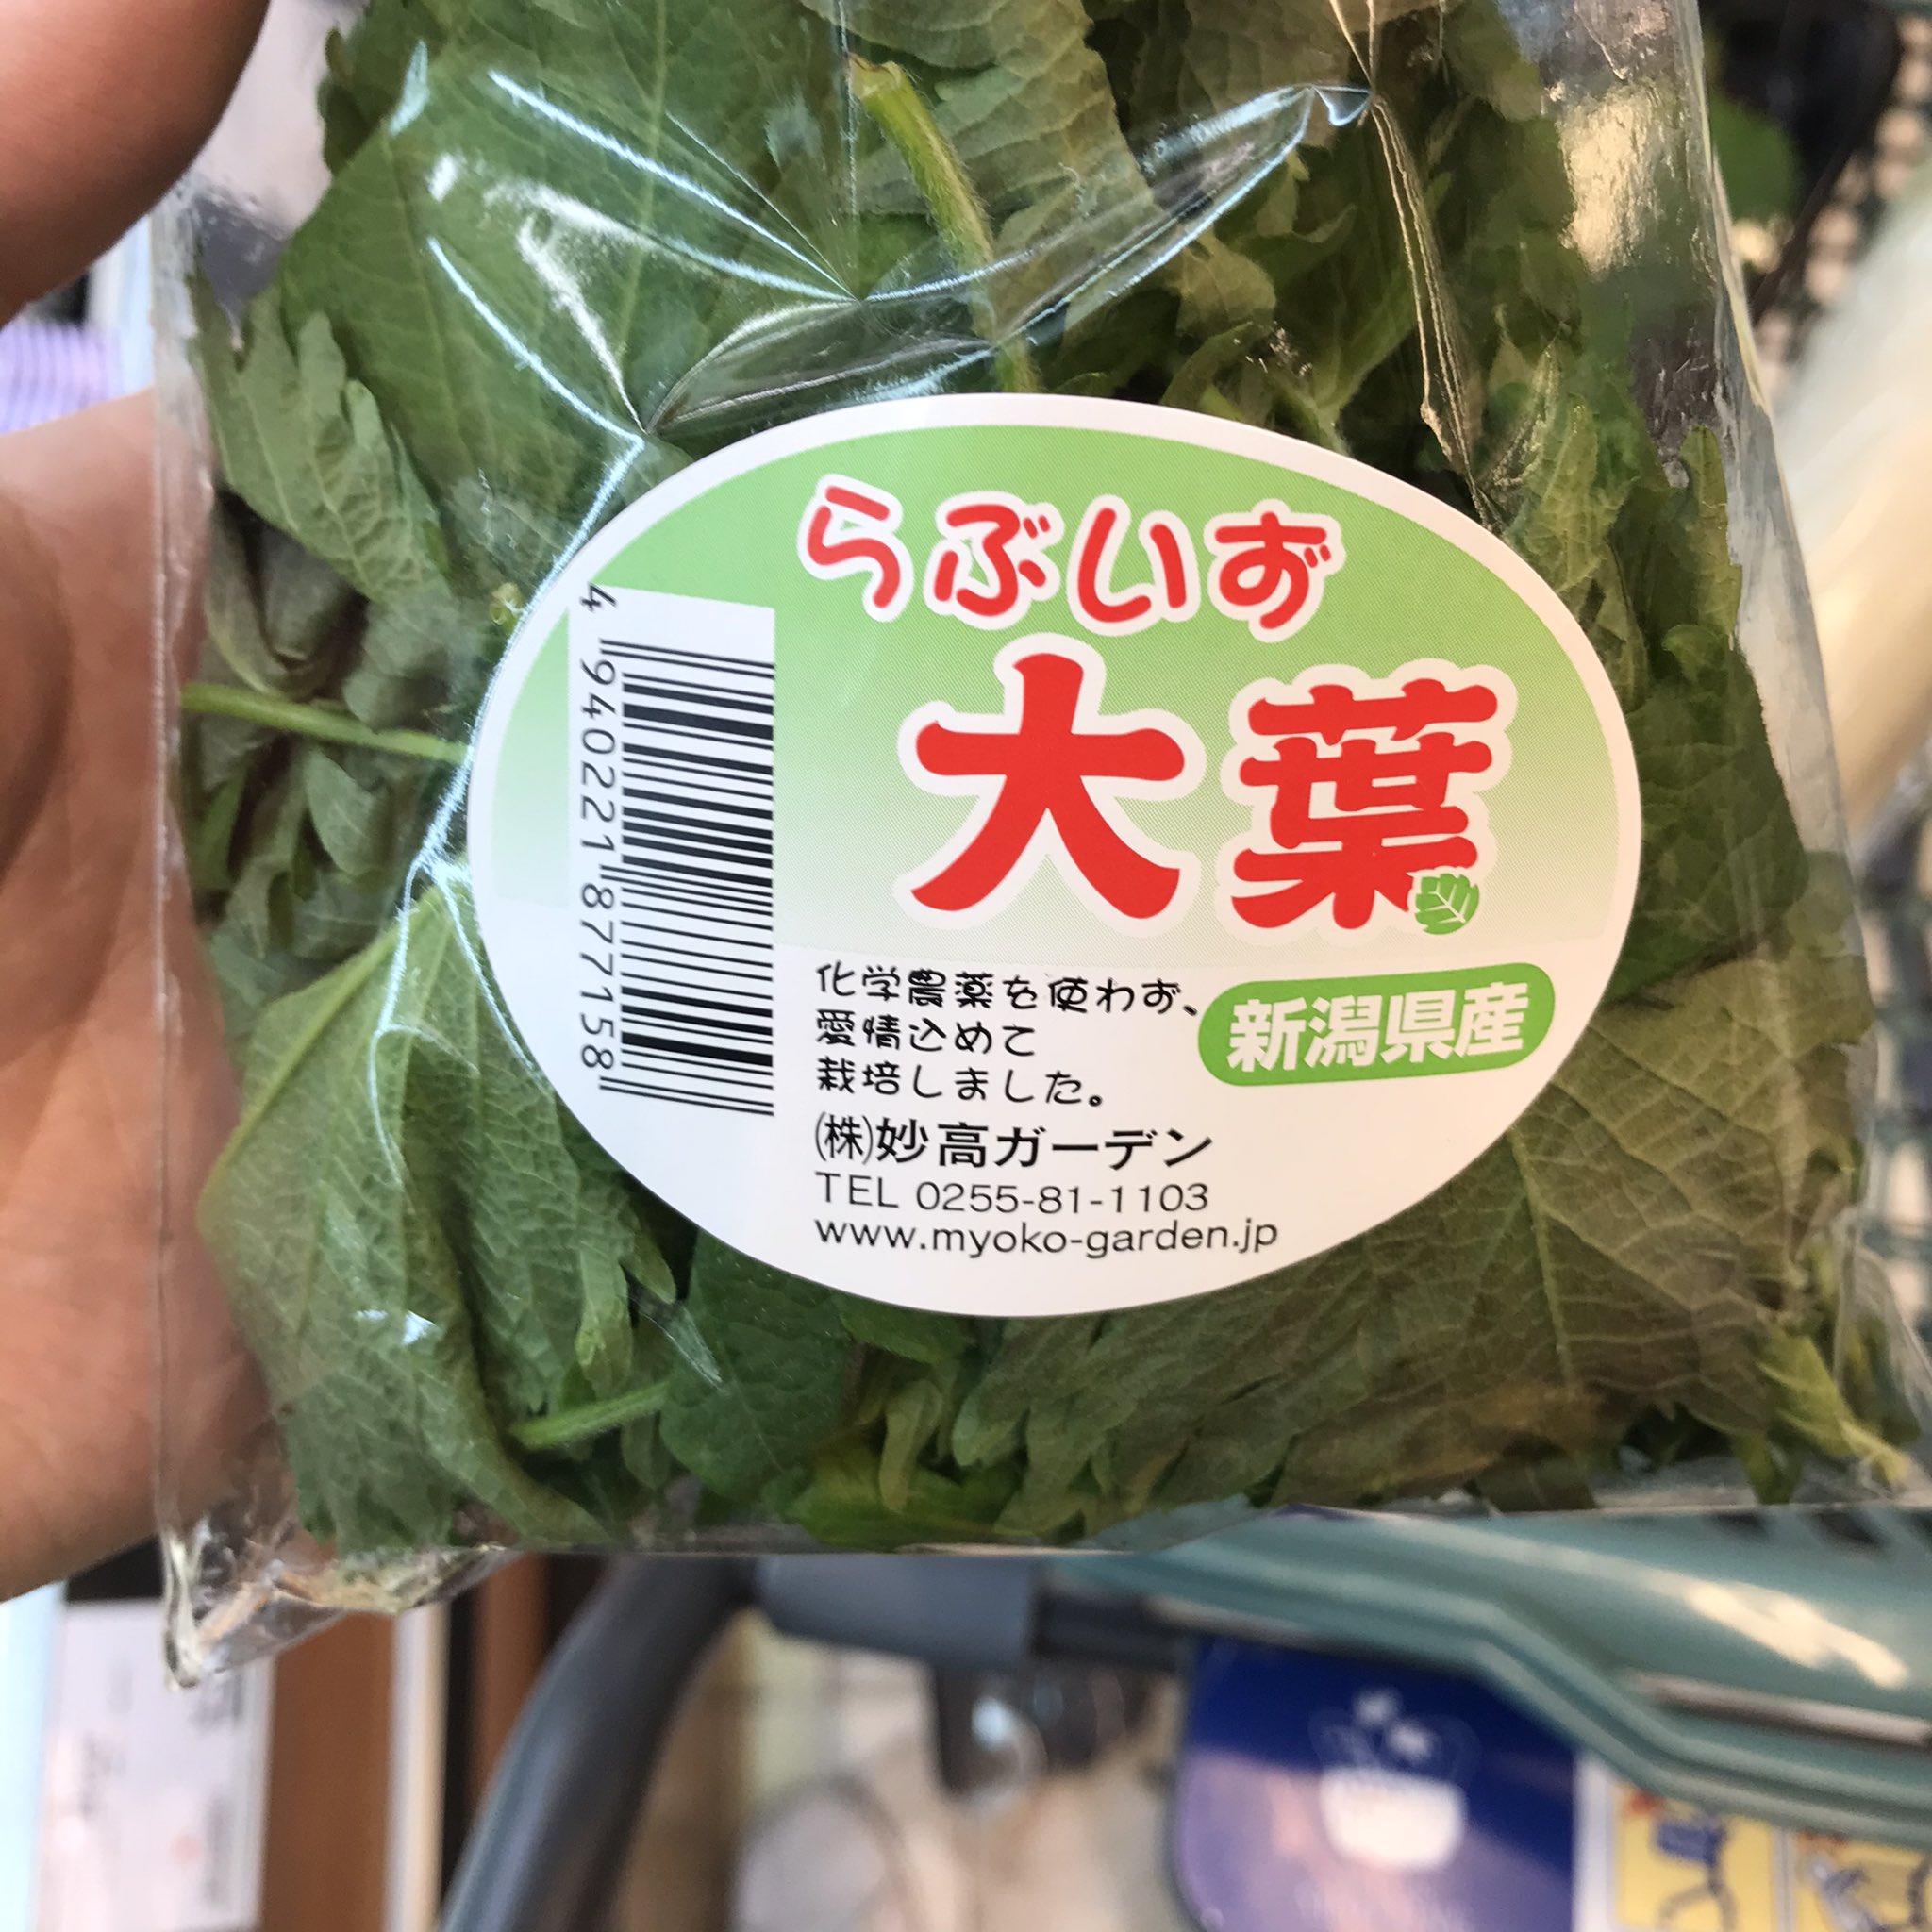 らぶいず
大葉
化学農薬を使わず、
愛情込めて
栽培しました。
新潟県産
㈱妙高ガーデン
TEL 0255-81-1103
www.myoko-garden.jp
4 940221 877158